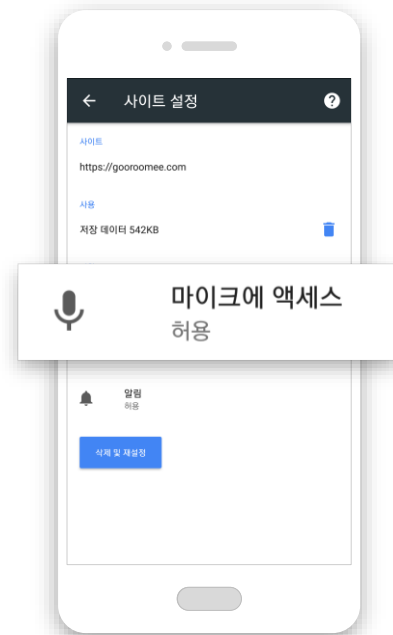 사이트 설정
사이트
https://gooroomee.com
사용
저장 데이터 542KB
마이크에 액세스
허용
알림
허용
삭제 및 재설정